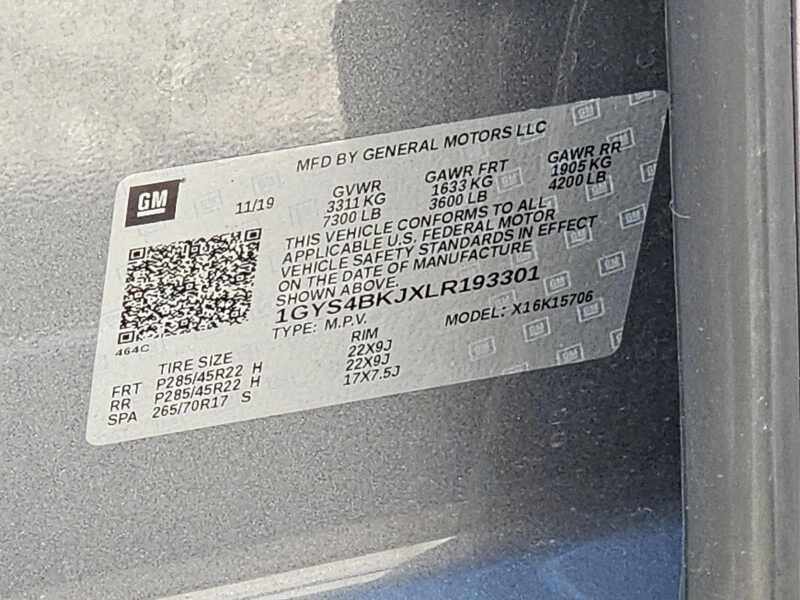 MFD BY GENERAL MOTORS LLC
GM
11/19
GVWR GAWR FRT GAWR RR
3311 KG 1633 KG 1905 KG
7300 LB 3600 LB 4200 LB
THIS VEHICLE CONFORMS TO ALL
APPLICABLE U.S. FEDERAL MOTOR
VEHICLE SAFETY STANDARDS IN EFFECT
ON THE DATE OF MANUFACTURE
SHOWN ABOVE.
1GYS4BKJXLR193301
TYPE: M.P.V. MODEL: X16K15706
464C
TIRE SIZE RIM
FRT P285/45R22 H 22X9J
RR P285/45R22 H 22X9J
SPA 265/70R17 S 17X7.5J